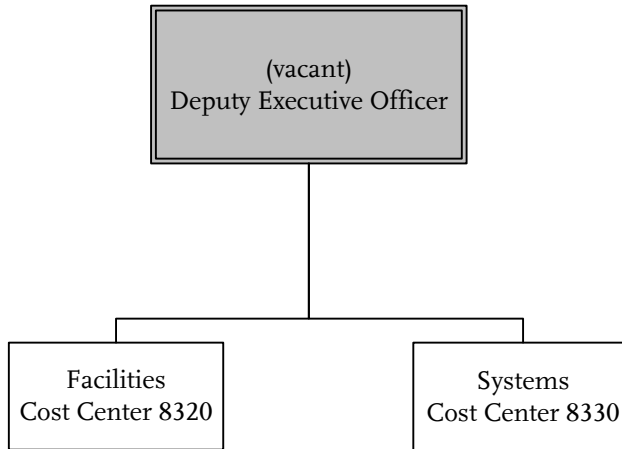 (vacant)
Deputy Executive Officer
Facilities
Cost Center 8320
Systems
Cost Center 8330